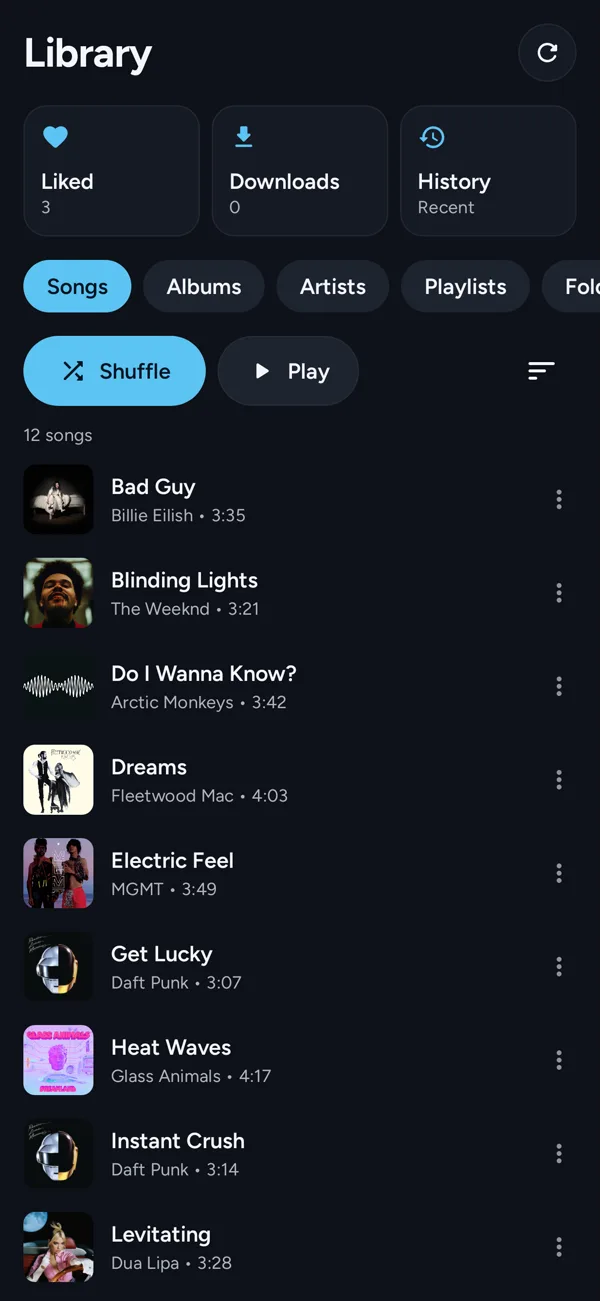 Library
Liked
3
Downloads
0
History
Recent
Songs
Albums
Artists
Playlists
Shuffle
Play
12 songs
Bad Guy
Billie Eilish • 3:35
Blinding Lights
The Weeknd • 3:21
Do I Wanna Know?
Arctic Monkeys • 3:42
Dreams
Fleetwood Mac • 4:03
Electric Feel
MGMT • 3:49
Get Lucky
Daft Punk • 3:07
Heat Waves
Glass Animals • 4:17
GLASS ANIMALS
Instant Crush
Daft Punk • 3:14
Levitating
Dua Lipa • 3:28